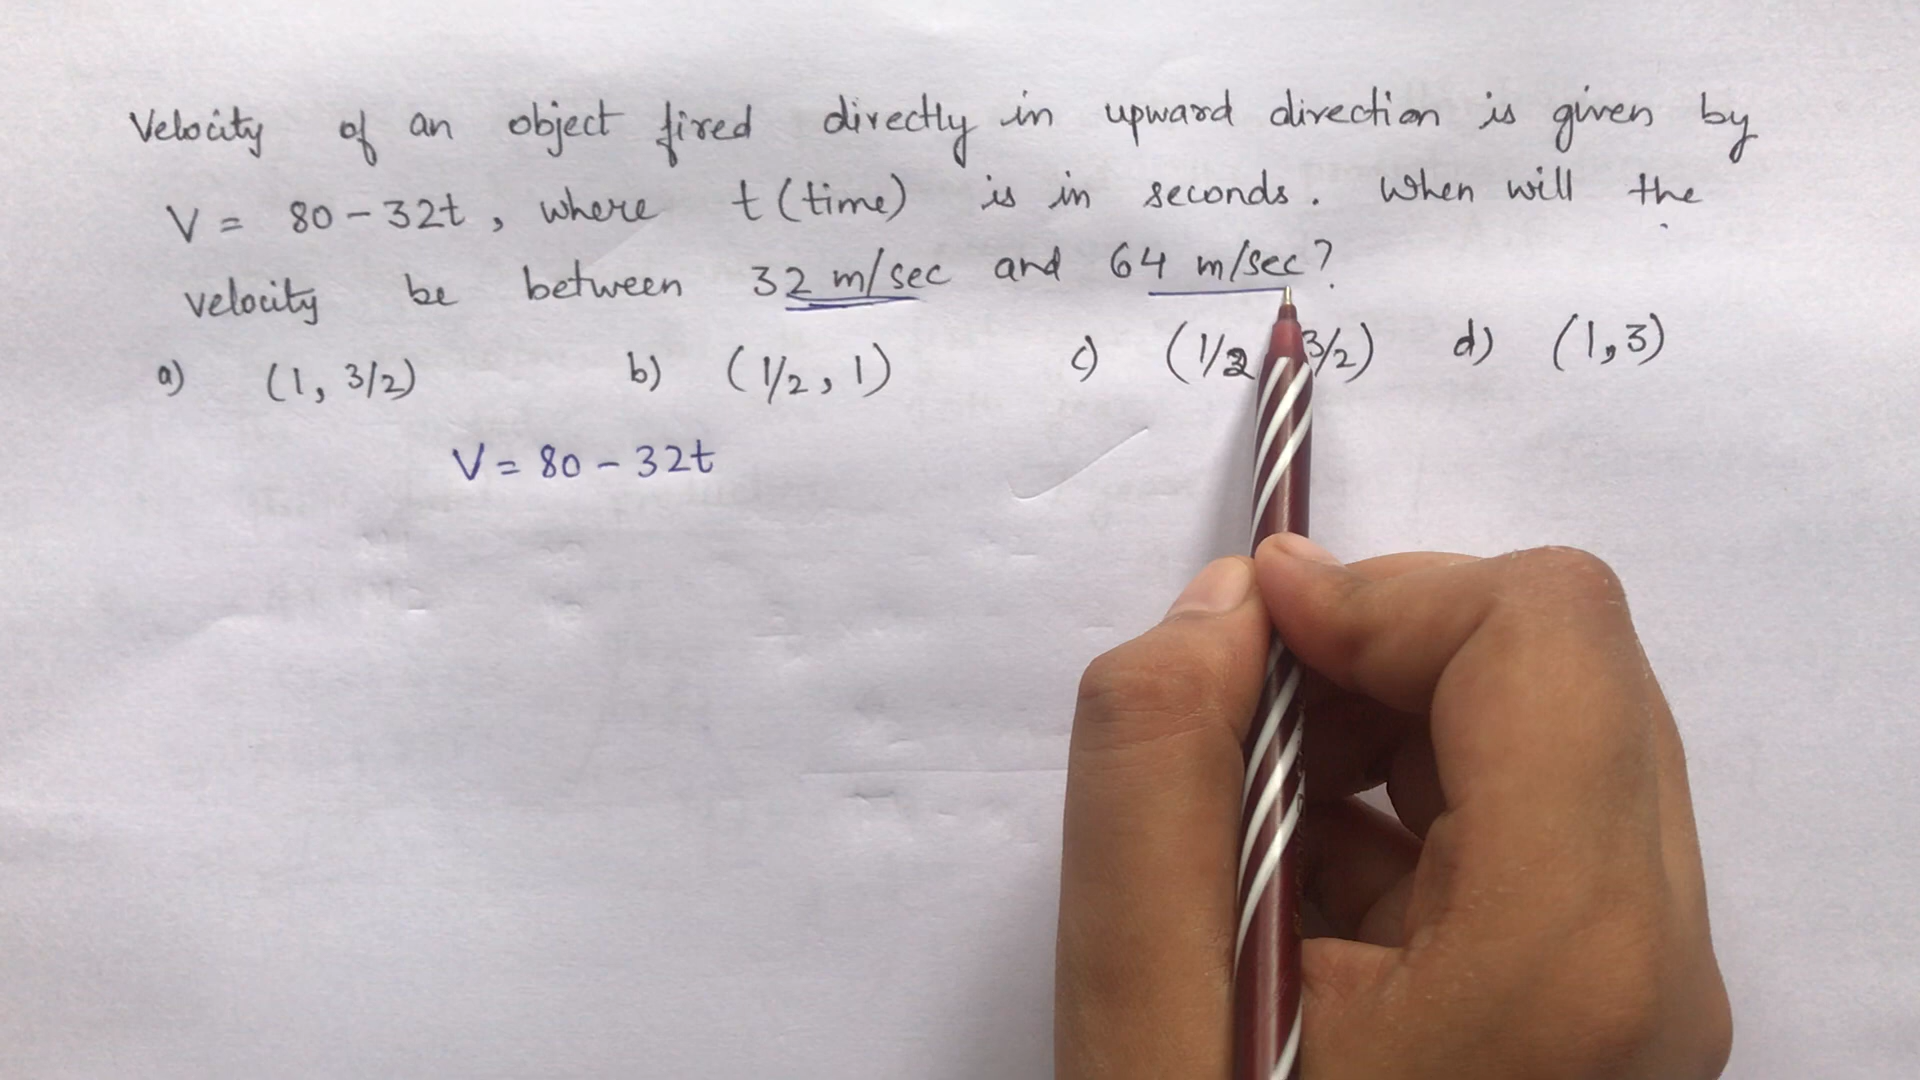 Velocity of an object fired directly in upward direction is given by
V = 80 - 32t, where t (time) is in seconds. When will the
velocity be between 32 m/sec and 64 m/sec?
a) (1, 3/2) b) (1/2, 1) c) (1/2 3/2) d) (1, 3)
V = 80 - 32t